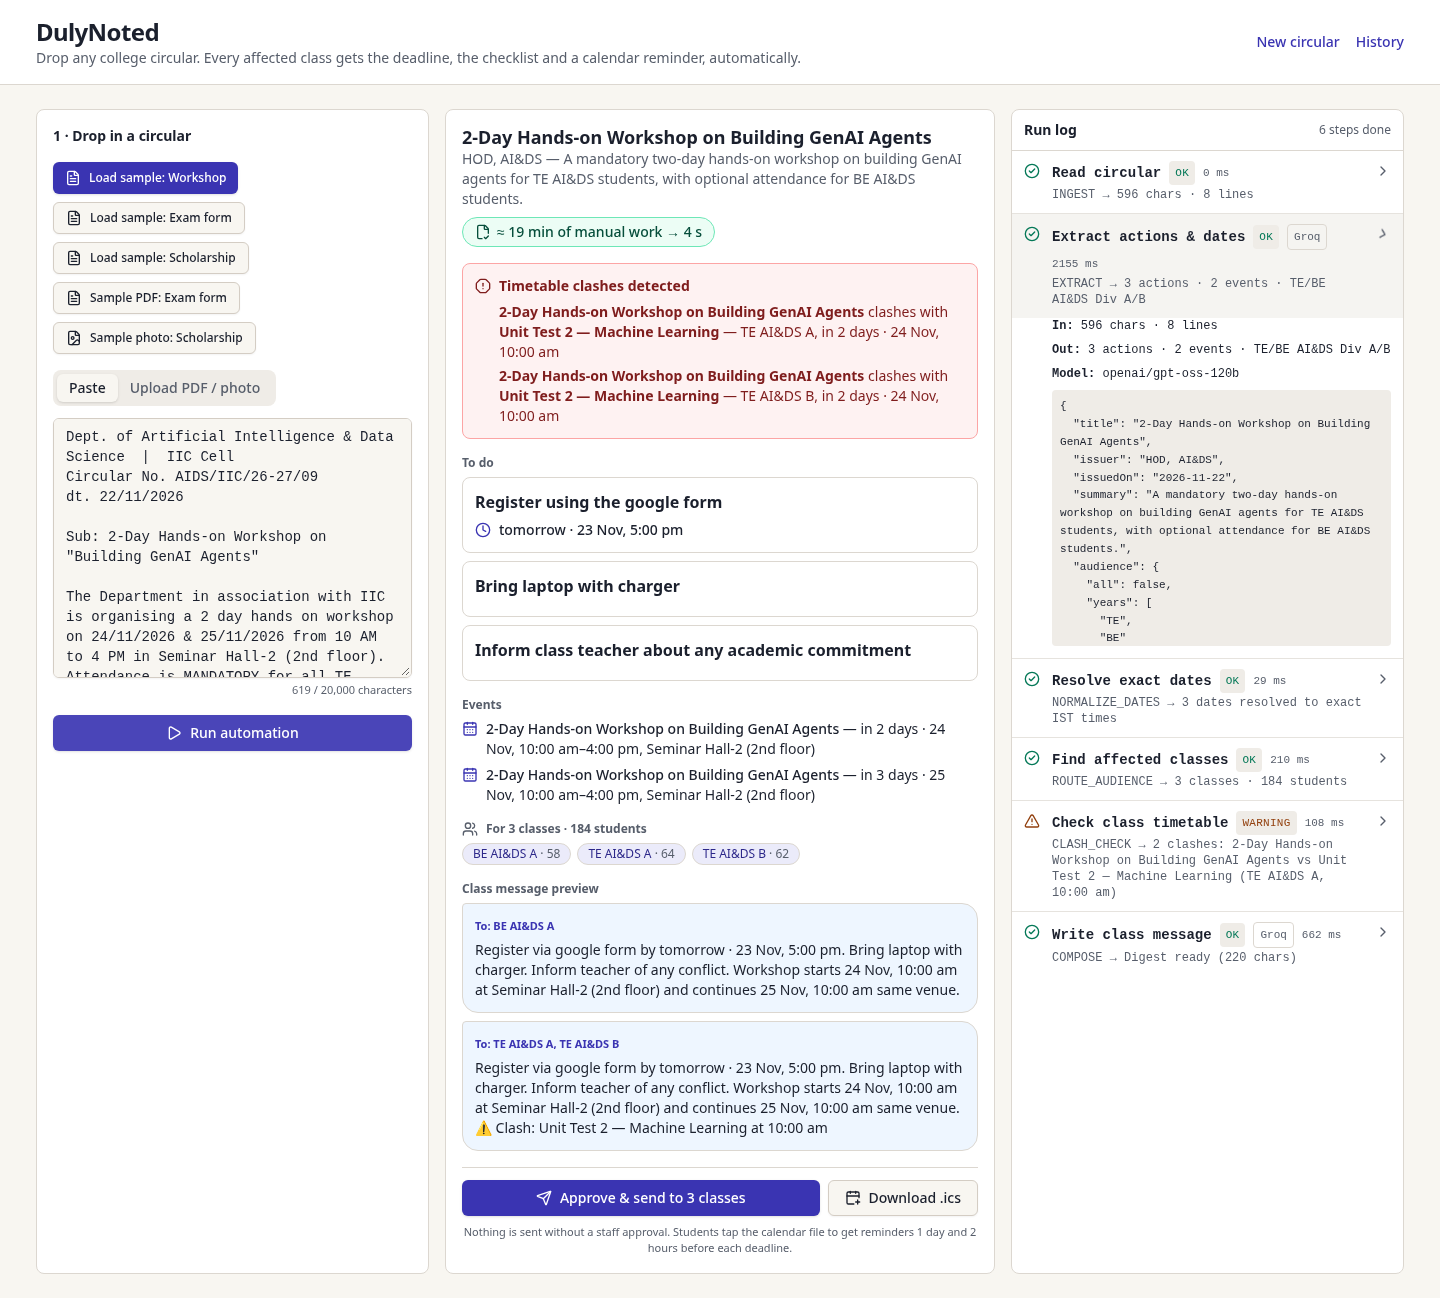 DulyNoted
Drop any college circular. Every affected class gets the deadline, the checklist and a calendar reminder, automatically.
New circular
History
1 · Drop in a circular
Load sample: Workshop
Load sample: Exam form
Load sample: Scholarship
Sample PDF: Exam form
Sample photo: Scholarship
Paste
Upload PDF / photo
Dept. of Artificial Intelligence & Data
Science | IIC Cell
Circular No. AIDS/IIC/26-27/09
dt. 22/11/2026
Sub: 2-Day Hands-on Workshop on
"Building GenAI Agents"
The Department in association with IIC
is organising a 2 day hands on workshop
on 24/11/2026 & 25/11/2026 from 10 AM
to 4 PM in Seminar Hall-2 (2nd floor).
Attendance is MANDATORY for all TE
619 / 20,000 characters
Run automation
2-Day Hands-on Workshop on Building GenAI Agents
HOD, AI&DS — A mandatory two-day hands-on workshop on building GenAI
agents for TE AI&DS students, with optional attendance for BE AI&DS
students.
≈ 19 min of manual work → 4 s
Timetable clashes detected
2-Day Hands-on Workshop on Building GenAI Agents clashes with
Unit Test 2 — Machine Learning — TE AI&DS A, in 2 days · 24 Nov,
10:00 am
2-Day Hands-on Workshop on Building GenAI Agents clashes with
Unit Test 2 — Machine Learning — TE AI&DS B, in 2 days · 24 Nov,
10:00 am
To do
Register using the google form
tomorrow · 23 Nov, 5:00 pm
Bring laptop with charger
Inform class teacher about any academic commitment
Events
2-Day Hands-on Workshop on Building GenAI Agents — in 2 days · 24
Nov, 10:00 am–4:00 pm, Seminar Hall-2 (2nd floor)
2-Day Hands-on Workshop on Building GenAI Agents — in 3 days · 25
Nov, 10:00 am–4:00 pm, Seminar Hall-2 (2nd floor)
For 3 classes · 184 students
BE AI&DS A · 58
TE AI&DS A · 64
TE AI&DS B · 62
Class message preview
To: BE AI&DS A
Register via google form by tomorrow · 23 Nov, 5:00 pm. Bring laptop with
charger. Inform teacher of any conflict. Workshop starts 24 Nov, 10:00 am
at Seminar Hall-2 (2nd floor) and continues 25 Nov, 10:00 am same venue.
To: TE AI&DS A, TE AI&DS B
Register via google form by tomorrow · 23 Nov, 5:00 pm. Bring laptop with
charger. Inform teacher of any conflict. Workshop starts 24 Nov, 10:00 am
at Seminar Hall-2 (2nd floor) and continues 25 Nov, 10:00 am same venue.
⚠️ Clash: Unit Test 2 — Machine Learning at 10:00 am
Approve & send to 3 classes
Download .ics
Nothing is sent without a staff approval. Students tap the calendar file to get reminders 1 day and 2
hours before each deadline.
Run log
6 steps done
Read circular OK 0 ms
INGEST → 596 chars · 8 lines
Extract actions & dates OK Groq
2155 ms
EXTRACT → 3 actions · 2 events · TE/BE
AI&DS Div A/B
In: 596 chars · 8 lines
Out: 3 actions · 2 events · TE/BE AI&DS Div A/B
Model: openai/gpt-oss-120b
{
"title": "2-Day Hands-on Workshop on Building
GenAI Agents",
"issuer": "HOD, AI&DS",
"issuedOn": "2026-11-22",
"summary": "A mandatory two-day hands-on
workshop on building GenAI agents for TE AI&DS
students, with optional attendance for BE AI&DS
students.",
"audience": {
"all": false,
"years": [
"TE",
"BE"
Resolve exact dates OK 29 ms
NORMALIZE_DATES → 3 dates resolved to exact
IST times
Find affected classes OK 210 ms
ROUTE_AUDIENCE → 3 classes · 184 students
Check class timetable WARNING 108 ms
CLASH_CHECK → 2 clashes: 2-Day Hands-on
Workshop on Building GenAI Agents vs Unit
Test 2 — Machine Learning (TE AI&DS A,
10:00 am)
Write class message OK Groq 662 ms
COMPOSE → Digest ready (220 chars)